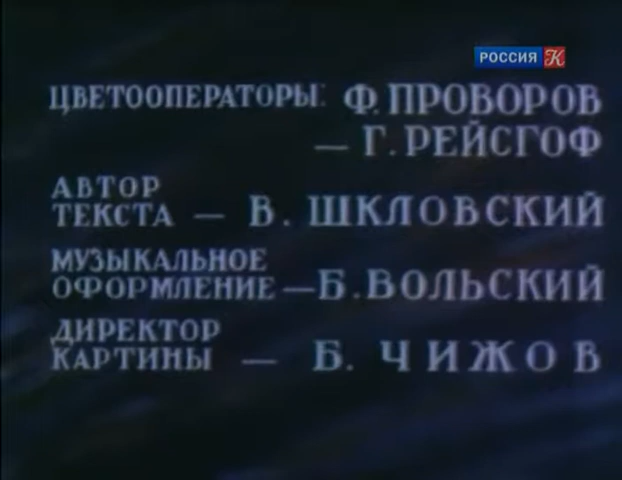 РОССИЯ К
ЦВЕТООПЕРАТОРЫ: Ф. ПРОВОРОВ
— Г. РЕЙСГОФ
АВТОР
ТЕКСТА — В. ШКЛОВСКИЙ
МУЗЫКАЛЬНОЕ
ОФОРМЛЕНИЕ — Б. ВОЛЬСКИЙ
ДИРЕКТОР
КАРТИНЫ — Б. ЧИЖОВ